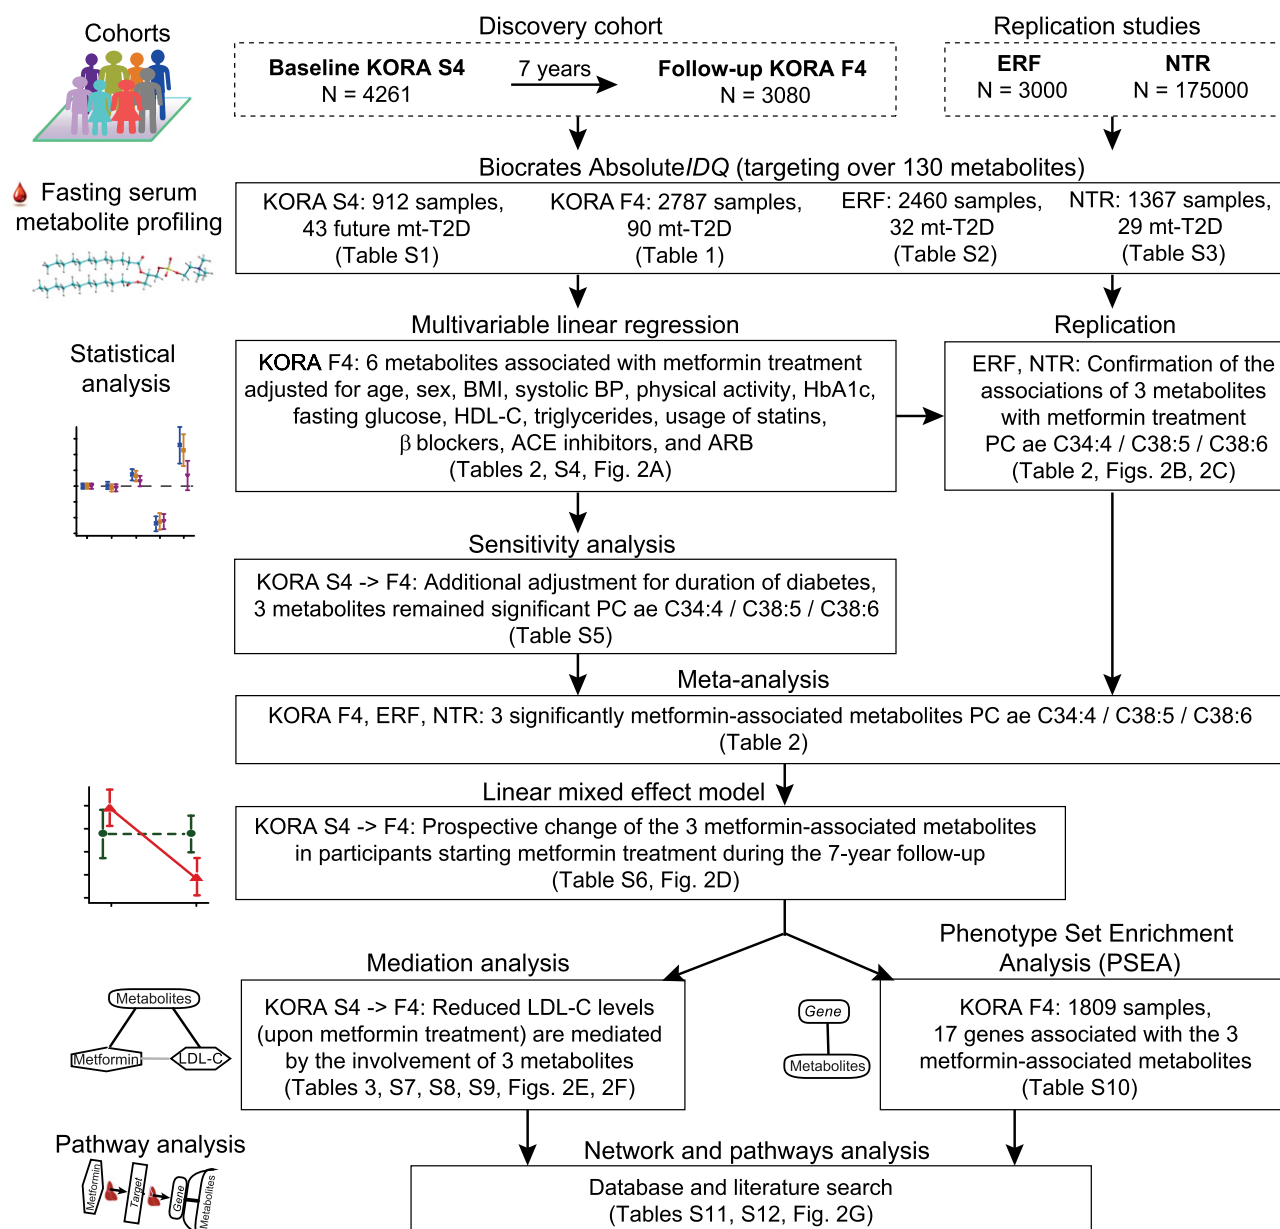 Cohorts
Discovery cohort
Baseline KORA S4
N = 4261
7 years
Follow-up KORA F4
N = 3080
Replication studies
ERF
N = 3000
NTR
N = 175000
Fasting serum
metabolite profiling
Biocrates AbsoluteIDQ (targeting over 130 metabolites)
KORA S4: 912 samples,
43 future mt-T2D
(Table S1)
KORA F4: 2787 samples,
90 mt-T2D
(Table 1)
ERF: 2460 samples,
32 mt-T2D
(Table S2)
NTR: 1367 samples,
29 mt-T2D
(Table S3)
Statistical
analysis
Multivariable linear regression
KORA F4: 6 metabolites associated with metformin treatment
adjusted for age, sex, BMI, systolic BP, physical activity, HbA1c,
fasting glucose, HDL-C, triglycerides, usage of statins,
β blockers, ACE inhibitors, and ARB
(Tables 2, S4, Fig. 2A)
Replication
ERF, NTR: Confirmation of the
associations of 3 metabolites
with metformin treatment
PC ae C34:4 / C38:5 / C38:6
(Table 2, Figs. 2B, 2C)
Sensitivity analysis
KORA S4 -> F4: Additional adjustment for duration of diabetes,
3 metabolites remained significant PC ae C34:4 / C38:5 / C38:6
(Table S5)
Meta-analysis
KORA F4, ERF, NTR: 3 significantly metformin-associated metabolites PC ae C34:4 / C38:5 / C38:6
(Table 2)
Linear mixed effect model
KORA S4 -> F4: Prospective change of the 3 metformin-associated metabolites
in participants starting metformin treatment during the 7-year follow-up
(Table S6, Fig. 2D)
Mediation analysis
Metabolites
Metformin
LDL-C
KORA S4 -> F4: Reduced LDL-C levels
(upon metformin treatment) are mediated
by the involvement of 3 metabolites
(Tables 3, S7, S8, S9, Figs. 2E, 2F)
Phenotype Set Enrichment
Analysis (PSEA)
Gene
Metabolites
KORA F4: 1809 samples,
17 genes associated with the 3
metformin-associated metabolites
(Table S10)
Pathway analysis
Metformin
Target
Gene
Metabolites
Network and pathways analysis
Database and literature search
(Tables S11, S12, Fig. 2G)